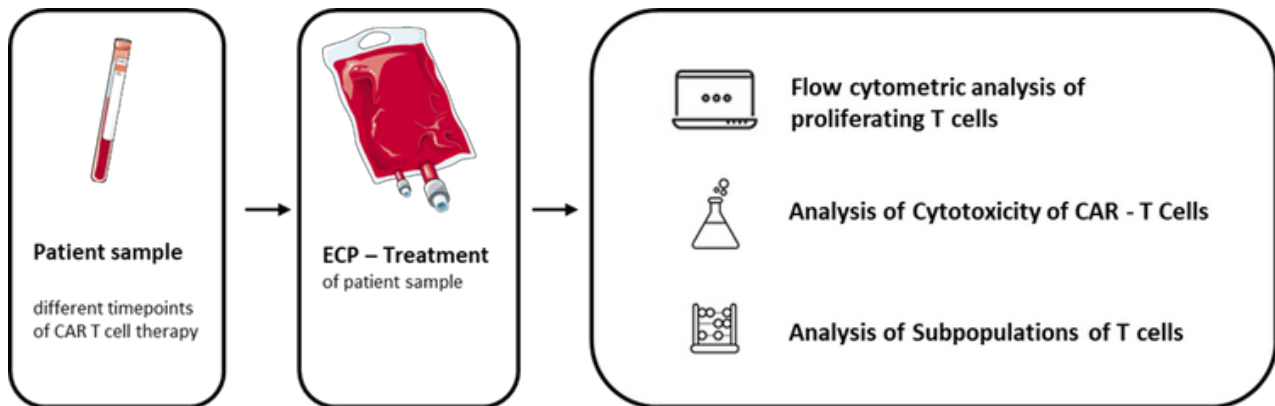 Patient sample
different timepoints
of CAR T cell therapy
ECP – Treatment
of patient sample
Flow cytometric analysis of
proliferating T cells
Analysis of Cytotoxicity of CAR - T Cells
Analysis of Subpopulations of T cells